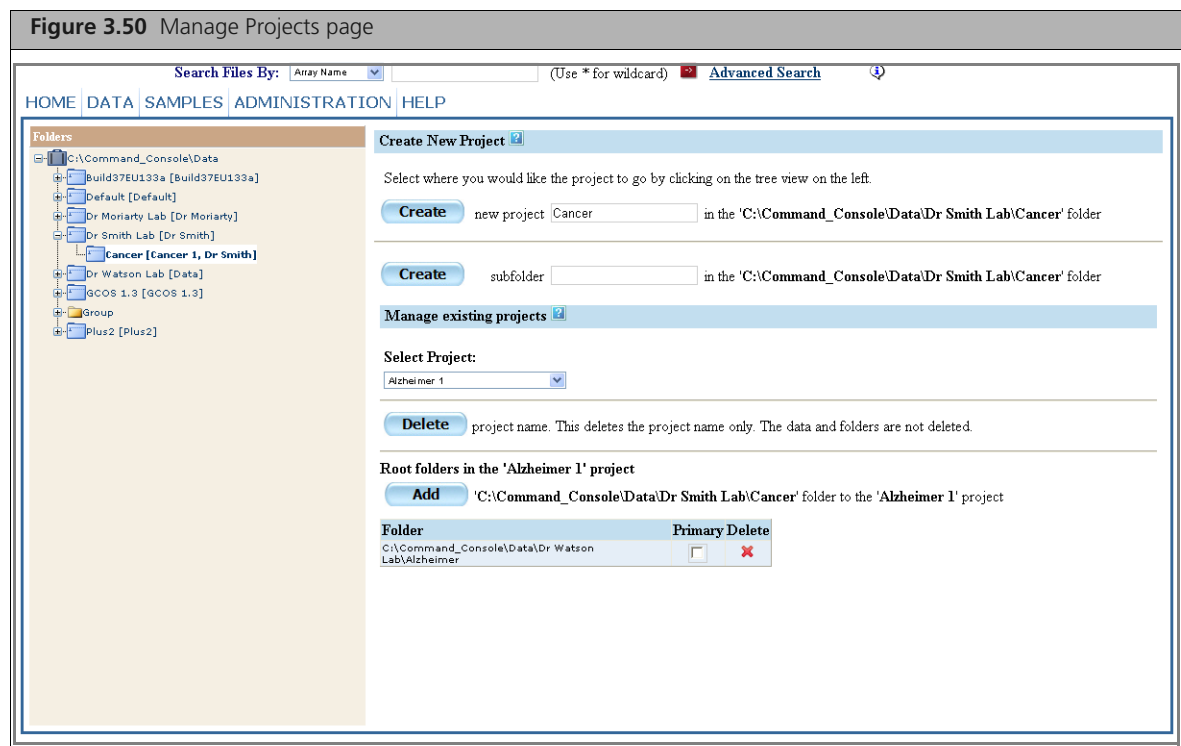 Figure 3.50 Manage Projects page
Search Files By: Array Name (Use * for wildcard) Advanced Search
HOME DATA SAMPLES ADMINISTRATION HELP
Folders
C:\Command_Console\Data
Build37EU133a [Build37EU133a]
Default [Default]
Dr Moriarty Lab [Dr Moriarty]
Dr Smith Lab [Dr Smith]
Cancer [Cancer 1, Dr Smith]
Dr Watson Lab [Data]
GCOS 1.3 [GCOS 1.3]
Group
Plus2 [Plus2]
Create New Project ?
Select where you would like the project to go by clicking on the tree view on the left.
Create new project Cancer in the 'C:\Command_Console\Data\Dr Smith Lab\Cancer' folder
Create subfolder in the 'C:\Command_Console\Data\Dr Smith Lab\Cancer' folder
Manage existing projects ?
Select Project:
Alzheimer 1
Delete project name. This deletes the project name only. The data and folders are not deleted.
Root folders in the 'Alzheimer 1' project
Add 'C:\Command_Console\Data\Dr Smith Lab\Cancer' folder to the 'Alzheimer 1' project
Folder Primary Delete
C:\Command_Console\Data\Dr Watson
Lab\Alzheimer